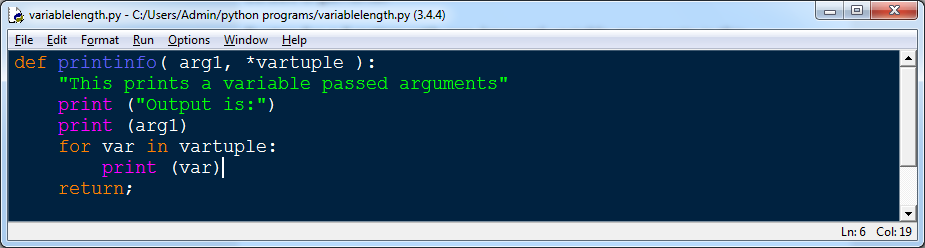 variablelength.py - C:/Users/Admin/python programs/variablelength.py (3.4.4)
File Edit Format Run Options Window Help
def printinfo( arg1, *vartuple ):
    "This prints a variable passed arguments"
    print ("Output is:")
    print (arg1)
    for var in vartuple:
        print (var)
    return;
Ln: 6 Col: 19